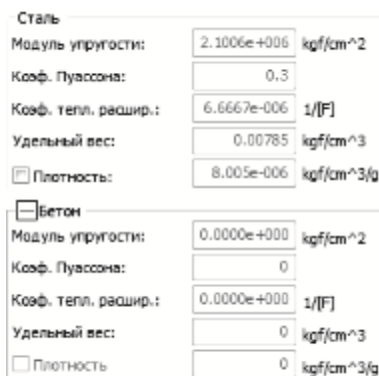 Сталь
Модуль упругости: 2.1006e+006 kgf/cm^2
Коэф. Пуассона: 0.3
Коэф. тепл. расшир.: 6.6667e-006 1/[F]
Удельный вес: 0.00785 kgf/cm^3
Плотность: 8.005e-006 kgf/cm^3/g
Бетон
Модуль упругости: 0.0000e+000 kgf/cm^2
Коэф. Пуассона: 0
Коэф. тепл. расшир.: 0.0000e+000 1/[F]
Удельный вес: 0 kgf/cm^3
Плотность 0 kgf/cm^3/g